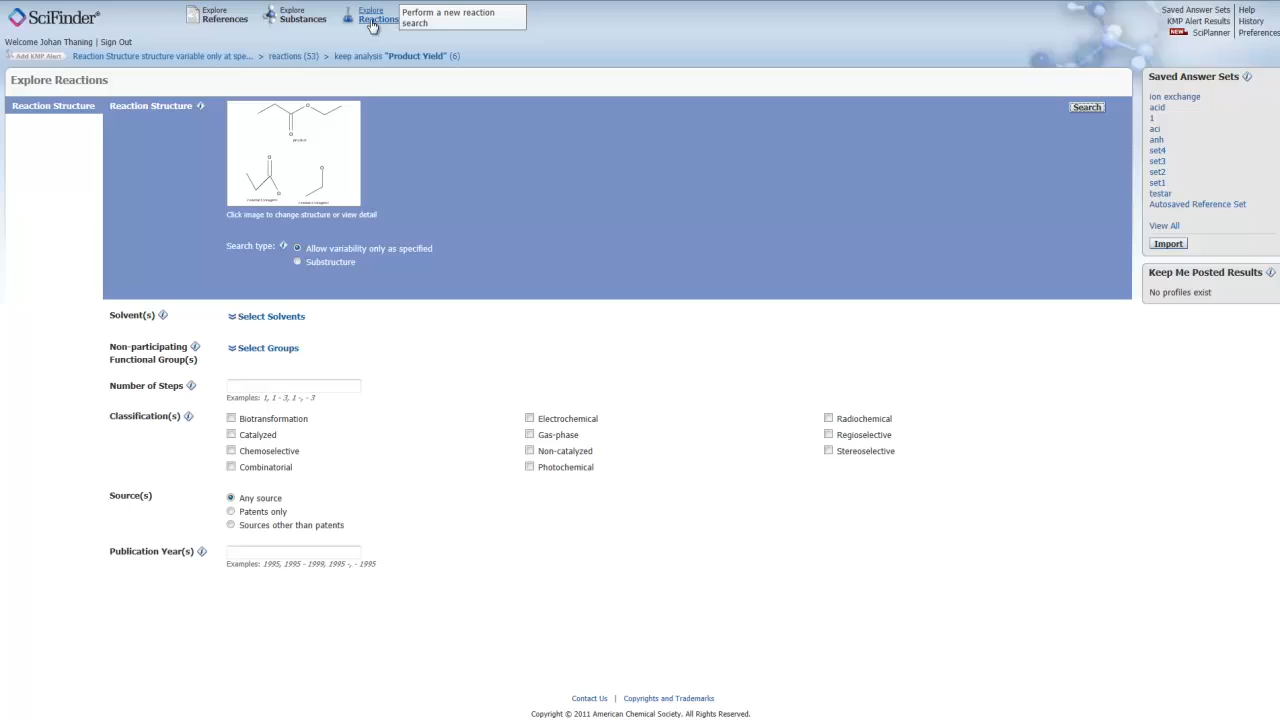 SciFinder®
Explore References
Explore Substances
Explore Reactions
Perform a new reaction
search
Saved Answer Sets | Help
KMP Alert Results | History
NEW SciPlanner | Preferences
Welcome Johan Thaning | Sign Out
Add KMP Alert Reaction Structure structure variable only at spe... > reactions (53) > keep analysis "Product Yield" (6)
Explore Reactions
Reaction Structure
Reaction Structure
Search
product
Click image to change structure or view detail
Search type:
Allow variability only as specified
Substructure
Solvent(s)
Select Solvents
Non-participating
Functional Group(s)
Select Groups
Number of Steps
Examples: 1, 1 - 3, 1 -, - 3
Classification(s)
Biotransformation
Catalyzed
Chemoselective
Combinatorial
Electrochemical
Gas-phase
Non-catalyzed
Photochemical
Radiochemical
Regioselective
Stereoselective
Source(s)
Any source
Patents only
Sources other than patents
Publication Year(s)
Examples: 1995, 1995 - 1999, 1995 -, - 1995
Saved Answer Sets
ion exchange
acid
1
aci
anh
set4
set3
set2
set1
testar
Autosaved Reference Set
View All
Import
Keep Me Posted Results
No profiles exist
Contact Us | Copyrights and Trademarks
Copyright © 2011 American Chemical Society. All Rights Reserved.